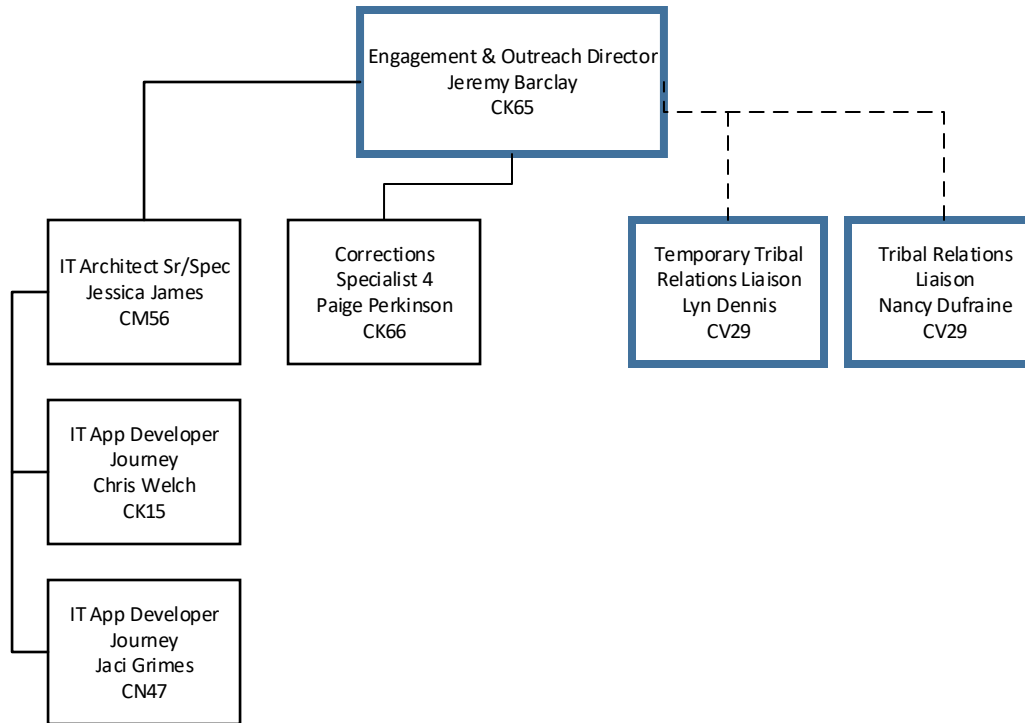 Engagement & Outreach Director
Jeremy Barclay
CK65
IT Architect Sr/Spec
Jessica James
CM56
Corrections
Specialist 4
Paige Perkinson
CK66
Temporary Tribal
Relations Liaison
Lyn Dennis
CV29
Tribal Relations
Liaison
Nancy Dufraine
CV29
IT App Developer
Journey
Chris Welch
CK15
IT App Developer
Journey
Jaci Grimes
CN47